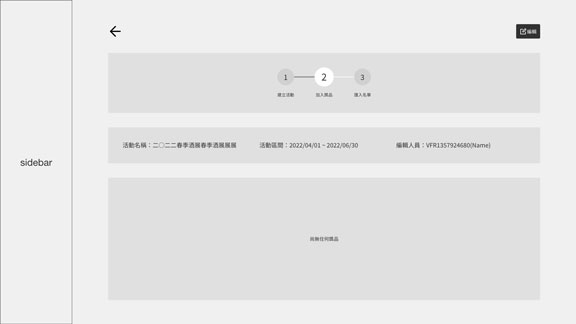 編輯
1
2
3
建立活動
加入商品
匯入名單
sidebar
活動名稱：二〇二二春季酒展春季酒展展展
活動區間：2022/04/01 ~ 2022/06/30
編輯人員：VFR1357924680(Name)
尚無任何商品